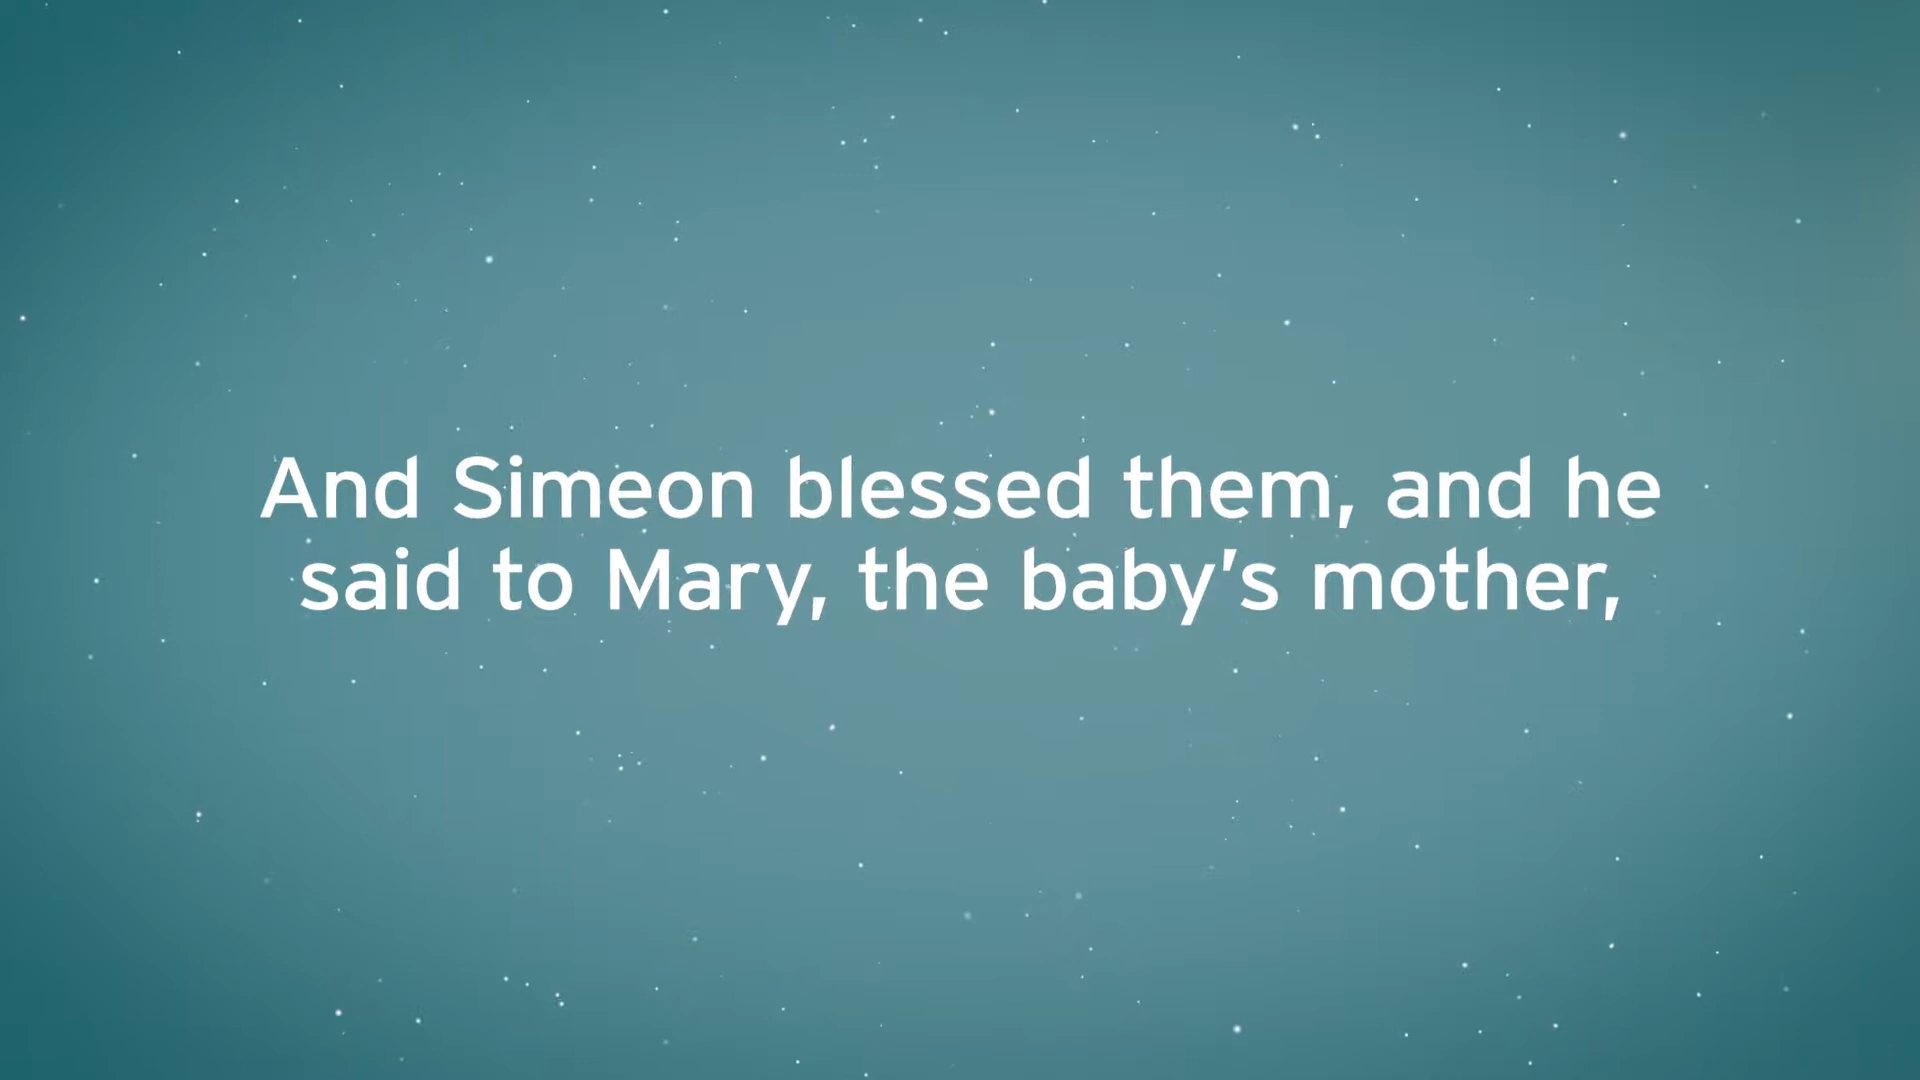 And Simeon blessed them, and he
said to Mary, the baby’s mother,